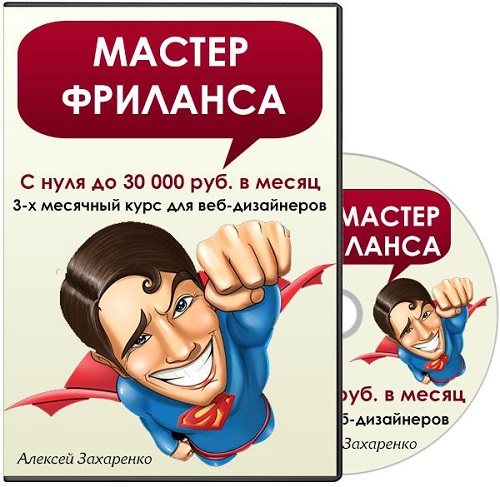 МАСТЕР
ФРИЛАНСА
С нуля до 30 000 руб. в месяц
3-х месячный курс для веб-дизайнеров
Алексей Захаренко
МАСТЕР
ЛАНСА
руб. в месяц
б-дизайнеров
Захаренко